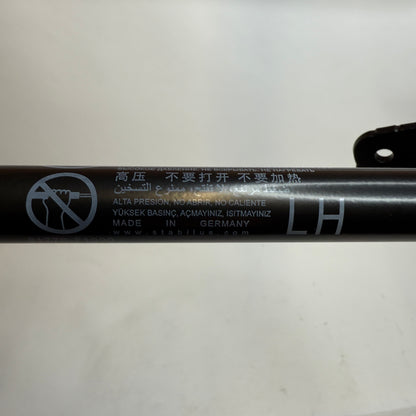 高压 不要打开 不要加热
ALTA PRESION, NO ABRIR, NO CALIENTE
YÜKSEK BASINÇ, AÇMAYINIZ, ISITMAYINIZ
MADE IN GERMANY
www.stabilus.com
LH